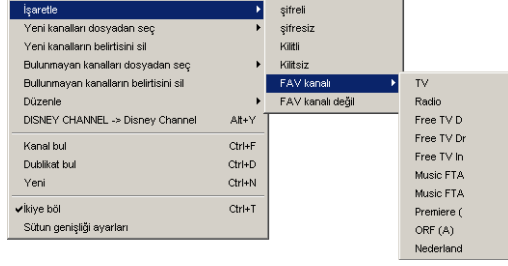 İşaretle
Yeni kanalları dosyadan seç
Yeni kanalların belirtisini sil
Bulunmayan kanalları dosyadan seç
Bullunmayan kanalların belirtisini sil
Düzenle
DISNEY CHANNEL -> Disney Channel Alt+Y
Kanal bul Ctrl+F
Dublikat bul Ctrl+D
Yeni Ctrl+N
İkiye böl Ctrl+T
Sütun genişliği ayarları
şifreli
şifresiz
Kilitli
Kilitsiz
FAV kanalı
FAV kanalı değil
TV
Radio
Free TV D
Free TV Dr
Free TV In
Music FTA
Music FTA
Premiere (
ORF (A)
Nederland